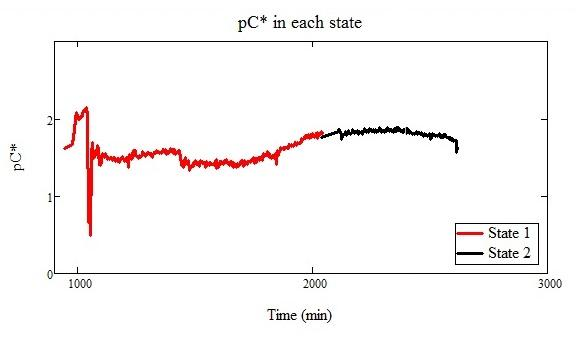 pC* in each state
2
1
0
pC*
1000
2000
3000
Time (min)
State 1
State 2